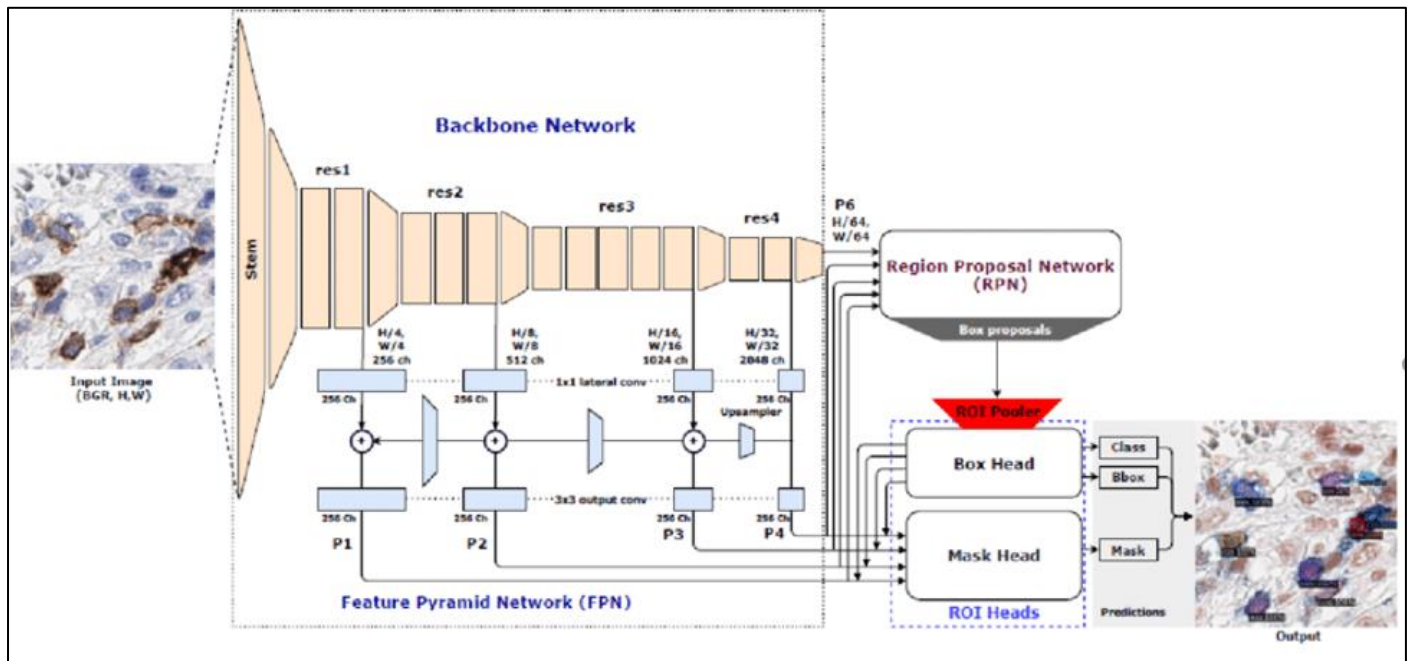 Backbone Network
res1
res2
res3
res4
Stem
P6
H/64,
W/64
Region Proposal Network
(RPN)
Box proposals
Input Image
(BGR, H,W)
H/4,
W/4
256 ch
H/8,
W/8
512 ch
H/16,
W/16
1024 ch
H/32,
W/32
2048 ch
1x1 lateral conv
256 Ch
256 Ch
256 Ch
256 Ch
Upsampler
+
+
+
ROI Pooler
Box Head
Class
Bbox
3x3 output conv
256 Ch
256 Ch
256 Ch
256 Ch
P1
P2
P3
P4
Mask Head
Mask
Feature Pyramid Network (FPN)
ROI Heads
Predictions
Output